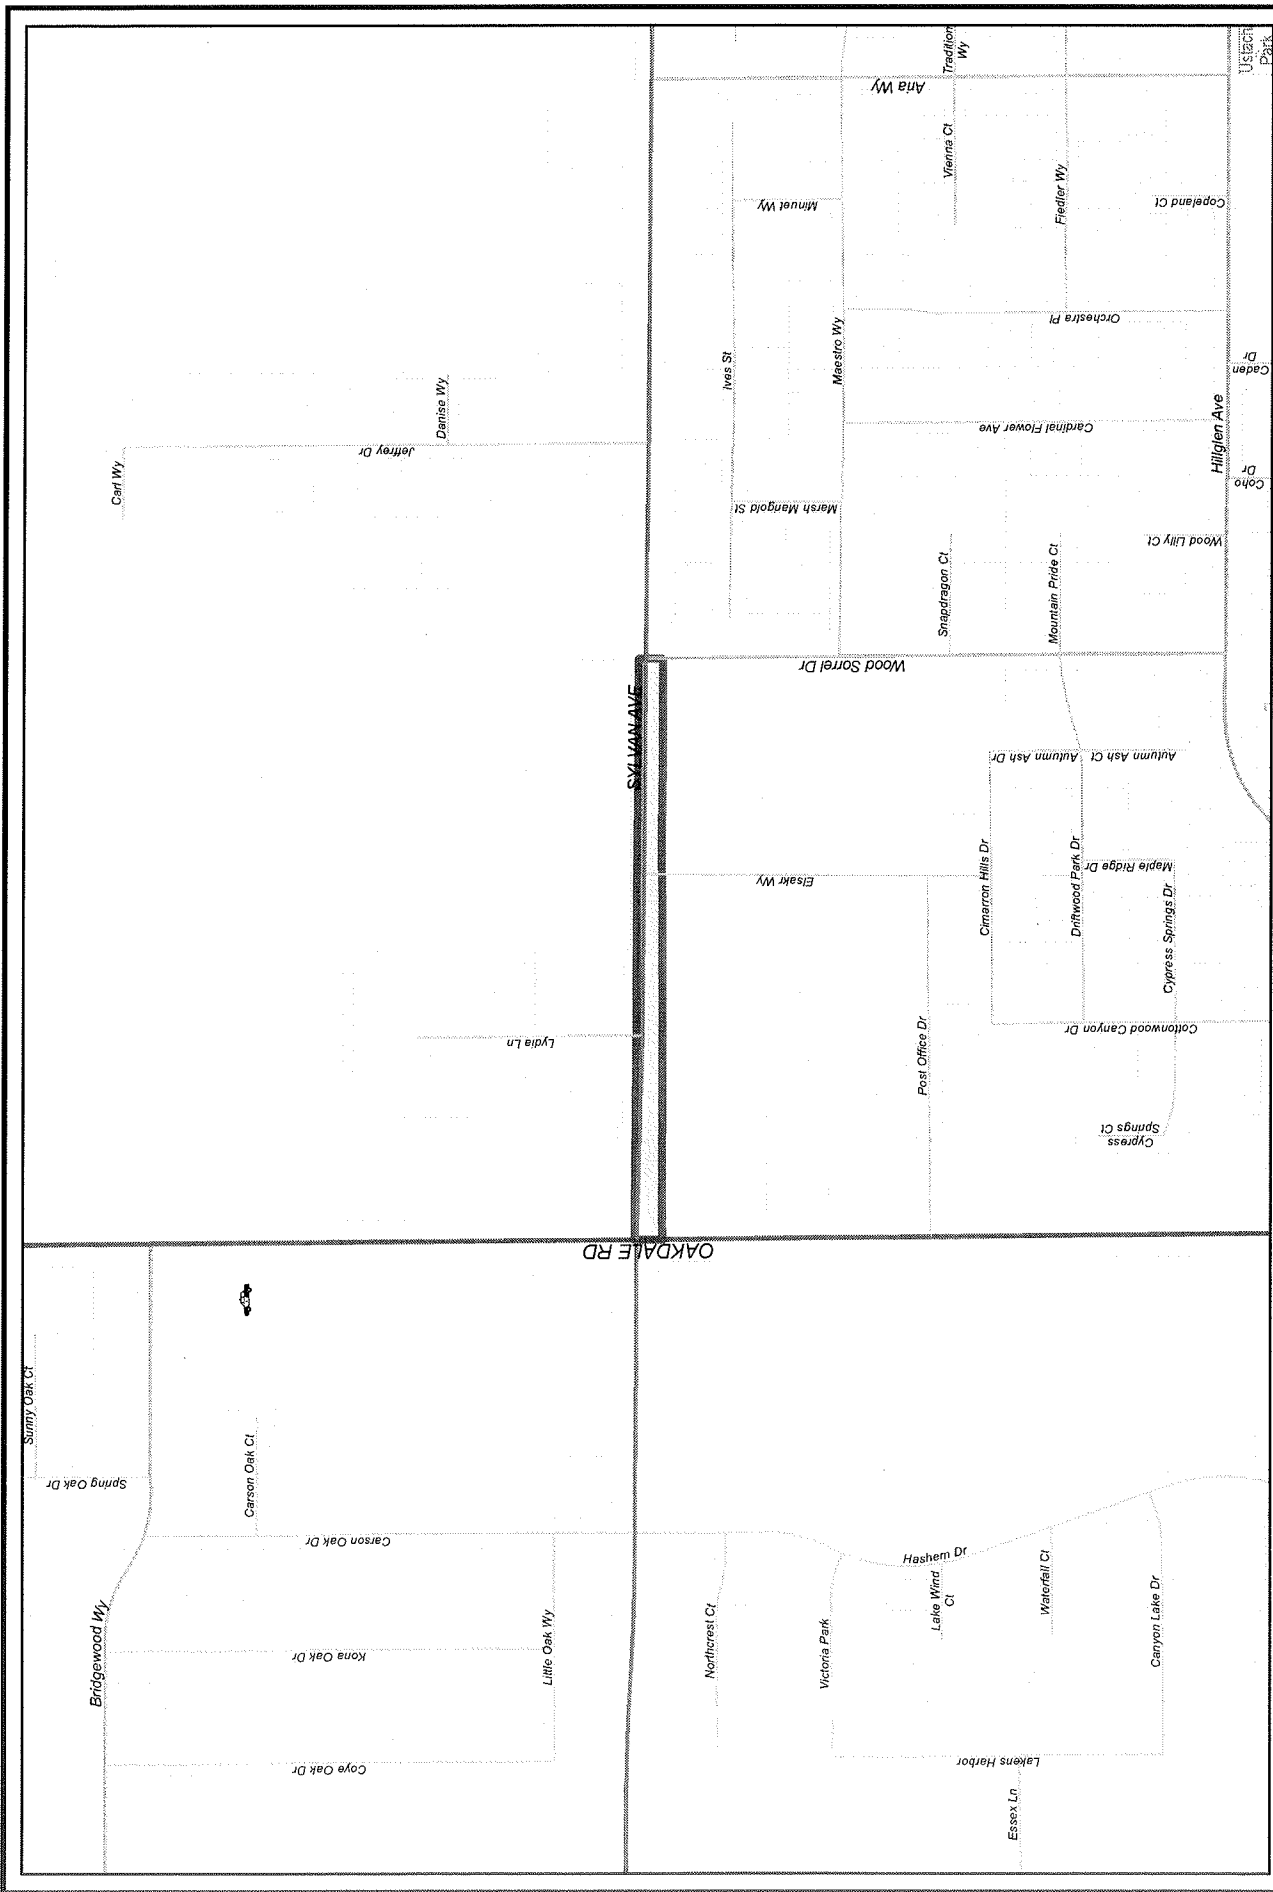 Ustach
Park
Tradition
Wy
Aria Wy
Vienna Ct
Minuet Wy
Fiedler Wy
Copeland Ct
Orchestra Pl
Ives St
Maestro Wy
Caden
Dr
Danise Wy
Jeffrey Dr
Cardinal Flower Ave
Hillglen Ave
Carl Wy
Coho
Dr
Marsh Marigold St
Wood Lilly Ct
Snapdragon Ct
Mountain Pride Ct
Wood Sorrel Dr
SYLVAN AVE
Autumn Ash Dr
Autumn Ash Ct
Elsakr Wy
Cimarron Hills Dr
Driftwood Park Dr
Maple Ridge Dr
Cypress Springs Dr
Lydia Ln
Post Office Dr
Cottonwood Canyon Dr
Cypress
Springs Ct
OAKDALE RD
Sunny Oak Ct
Spring Oak Dr
Carson Oak Ct
Carson Oak Dr
Hashem Dr
Lake Wind
Ct
Waterfall Ct
Bridgewood Wy
Kona Oak Dr
Little Oak Wy
Northcrest Ct
Victoria Park
Canyon Lake Dr
Coye Oak Dr
Lakens Harbor
Essex Ln